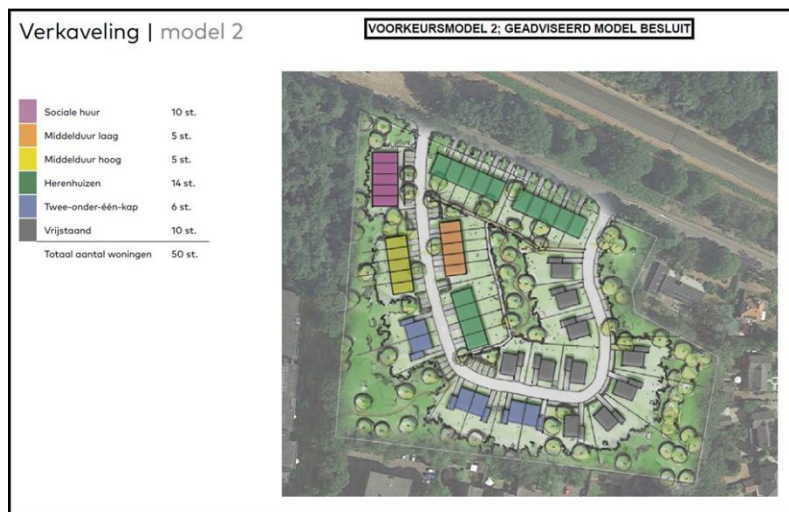 Verkaveling | model 2
VOORKEURSMODEL 2; GEADVISEERD MODEL BESLUIT
Sociale huur 10 st.
Middelduur laag 5 st.
Middelduur hoog 5 st.
Herenhuizen 14 st.
Twee-onder-één-kap 6 st.
Vrijstaand 10 st.
Totaal aantal woningen 50 st.